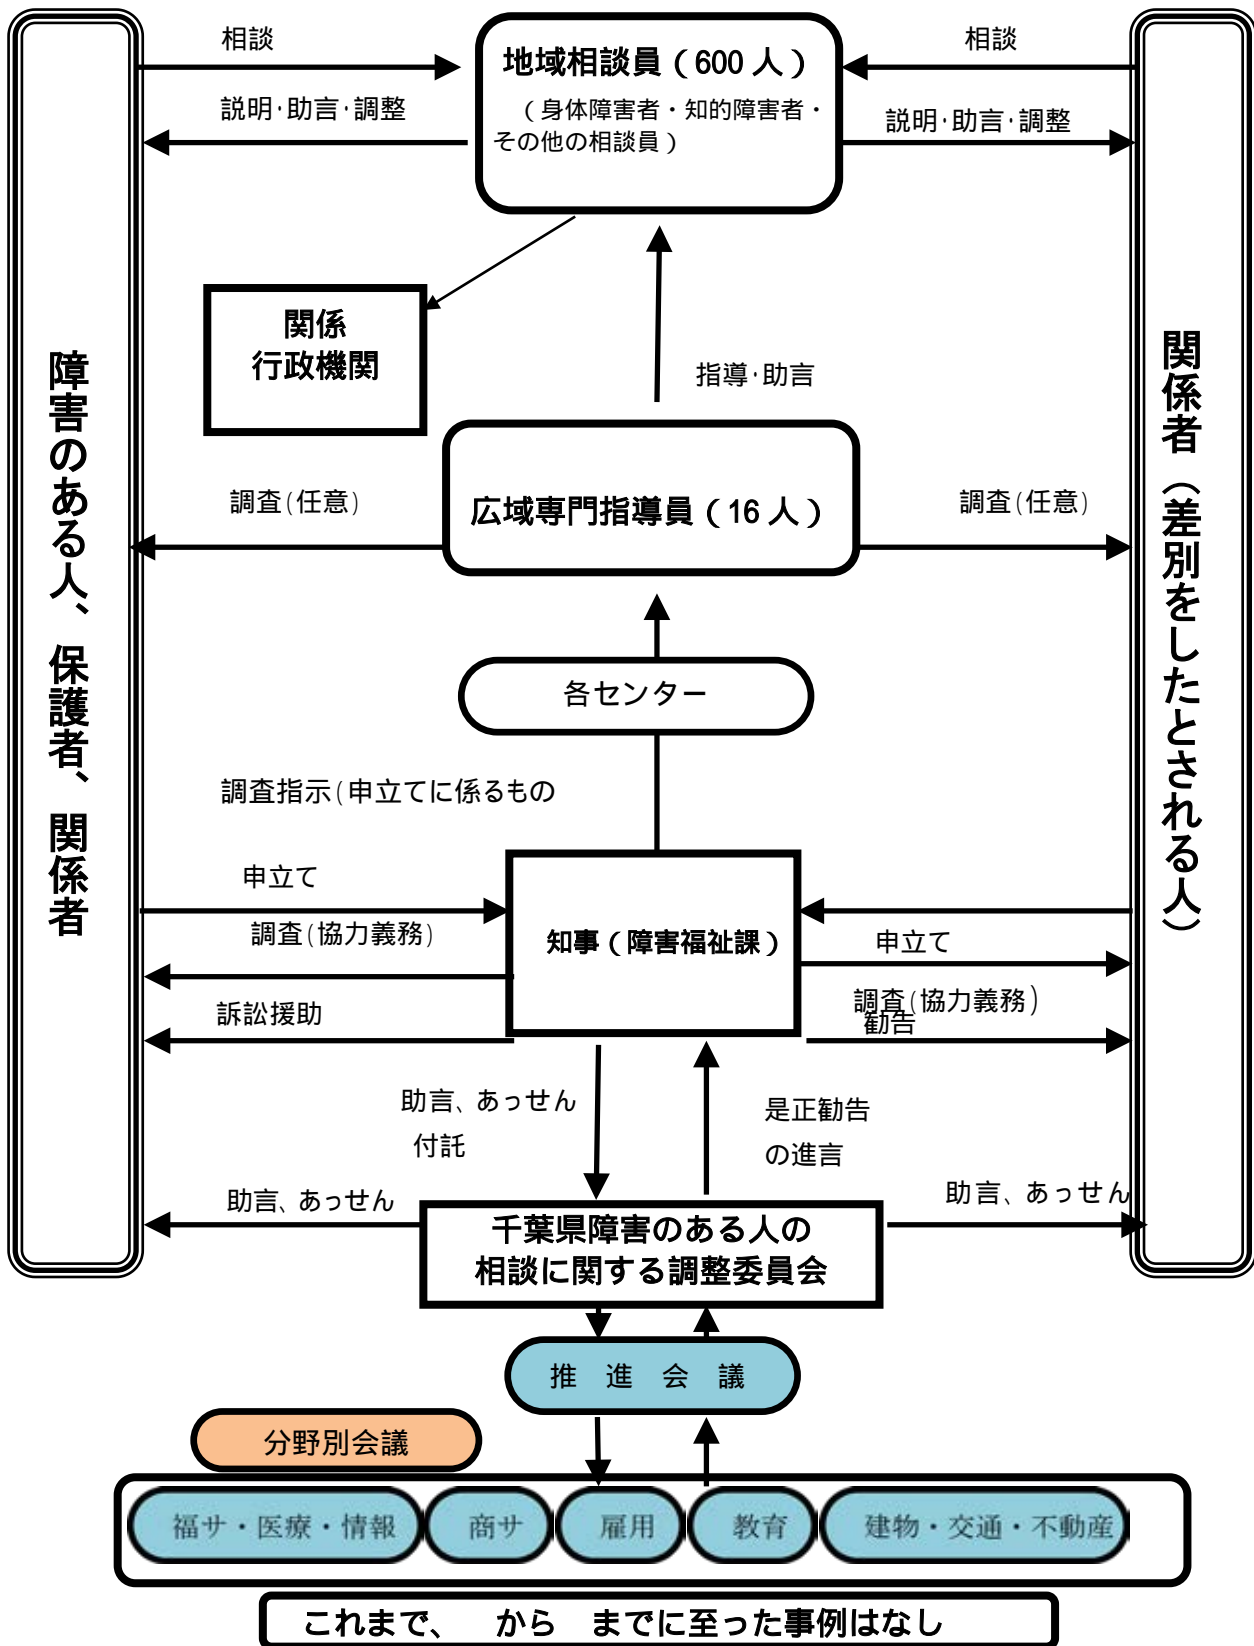 相談
地域相談員（600 人）
相談
説明・助言・調整
（身体障害者・知的障害者・
その他の相談員）
説明・助言・調整
関係
行政機関
指導・助言
障害のある人、保護者、関係者
関係者（差別をしたとされる人）
調査(任意)
広域専門指導員（16 人）
調査(任意)
各センター
調査指示(申立てに係るもの
申立て
調査(協力義務)
知事（障害福祉課）
申立て
訴訟援助
調査(協力義務)
勧告
助言、あっせん
付託
是正勧告
の進言
助言、あっせん
助言、あっせん
千葉県障害のある人の
相談に関する調整委員会
推 進 会 議
分野別会議
福サ・医療・情報
商サ
雇用
教育
建物・交通・不動産
これまで、　から　までに至った事例はなし